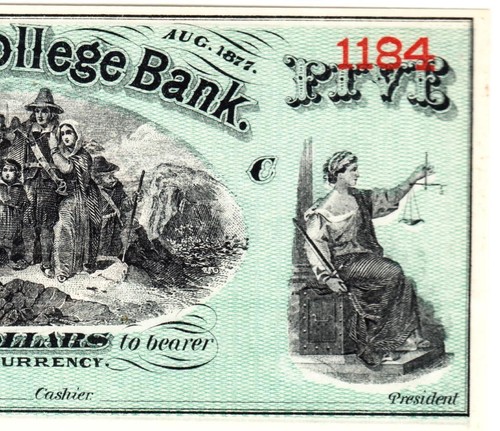 ollege Bank.
AUG. 1877.
1184
FIVE
C
OLLARS to bearer
URRENCY.
Cashier
President